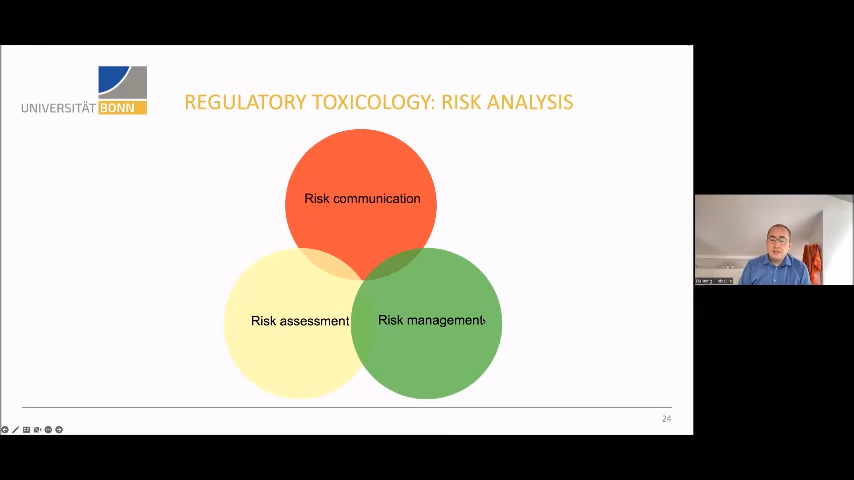 UNIVERSITÄT BONN
REGULATORY TOXICOLOGY: RISK ANALYSIS
Risk communication
Risk assessment
Risk management
24